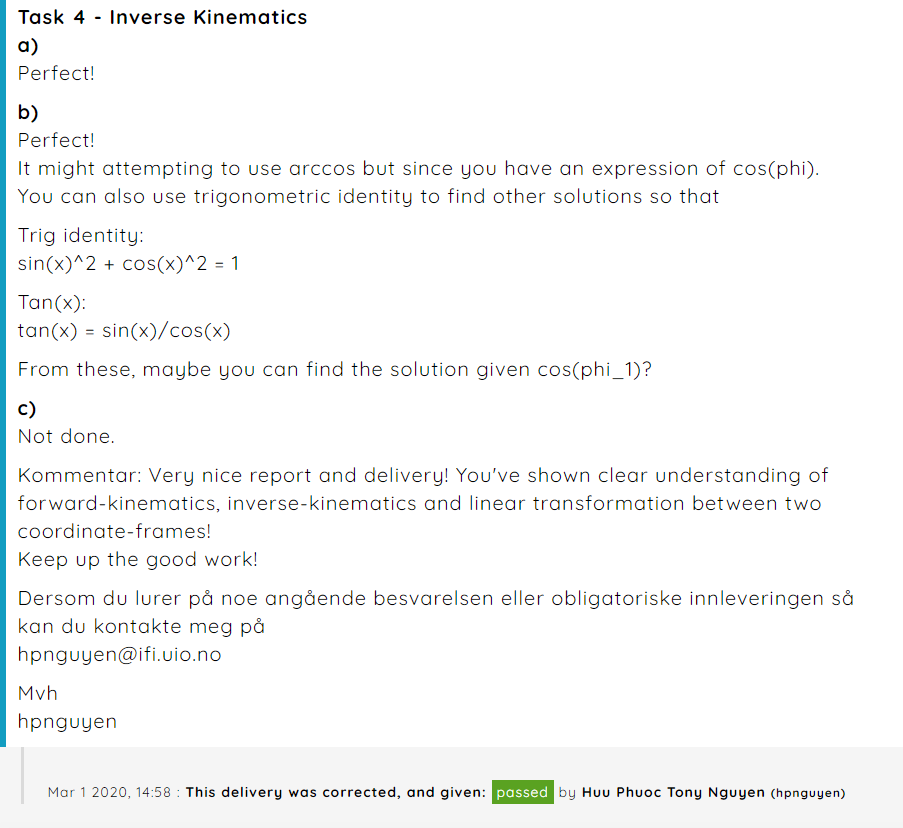 Task 4 - Inverse Kinematics
a)
Perfect!
b)
Perfect!
It might attempting to use arccos but since you have an expression of cos(phi).
You can also use trigonometric identity to find other solutions so that
Trig identity:
sin(x)^2 + cos(x)^2 = 1
Tan(x):
tan(x) = sin(x)/cos(x)
From these, maybe you can find the solution given cos(phi_1)?
c)
Not done.
Kommentar: Very nice report and delivery! You've shown clear understanding of
forward-kinematics, inverse-kinematics and linear transformation between two
coordinate-frames!
Keep up the good work!
Dersom du lurer på noe angående besvarelsen eller obligatoriske innleveringen så
kan du kontakte meg på
hpnguyen@ifi.uio.no
Mvh
hpnguyen
Mar 1 2020, 14:58 : This delivery was corrected, and given: passed by Huu Phuoc Tony Nguyen (hpnguyen)